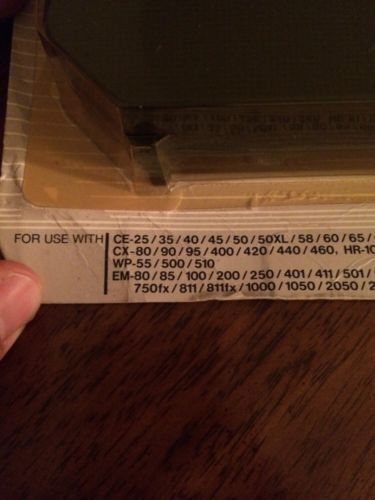 FOR USE WITH
CE-25 / 35 / 40 / 45 / 50 / 50XL / 58 / 60 / 65 /
CX-80 / 90 / 95 / 400 / 420 / 440 / 460, HR-10
WP-55 / 500 / 510
EM-80 / 85 / 100 / 200 / 250 / 401 / 411 / 501 /
750fx / 811 / 811fx / 1000 / 1050 / 2050 / 2